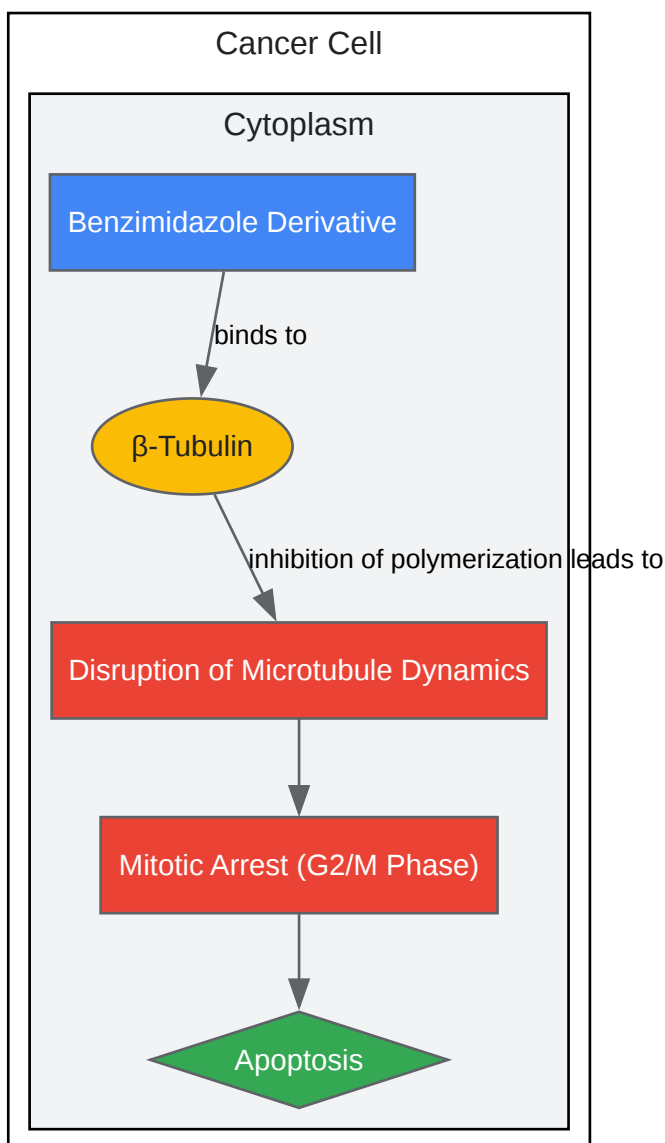 Cancer Cell
Cytoplasm
Benzimidazole Derivative
binds to
β-Tubulin
inhibition of polymerization leads to
Disruption of Microtubule Dynamics
Mitotic Arrest (G2/M Phase)
Apoptosis